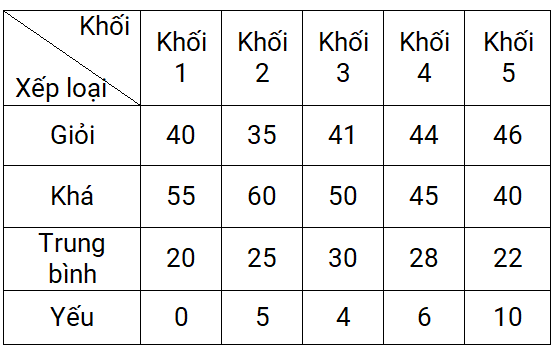 Khối
Xếp loại
Khối 1
Khối 2
Khối 3
Khối 4
Khối 5
Giỏi 40 35 41 44 46
Khá 55 60 50 45 40
Trung bình 20 25 30 28 22
Yếu 0 5 4 6 10